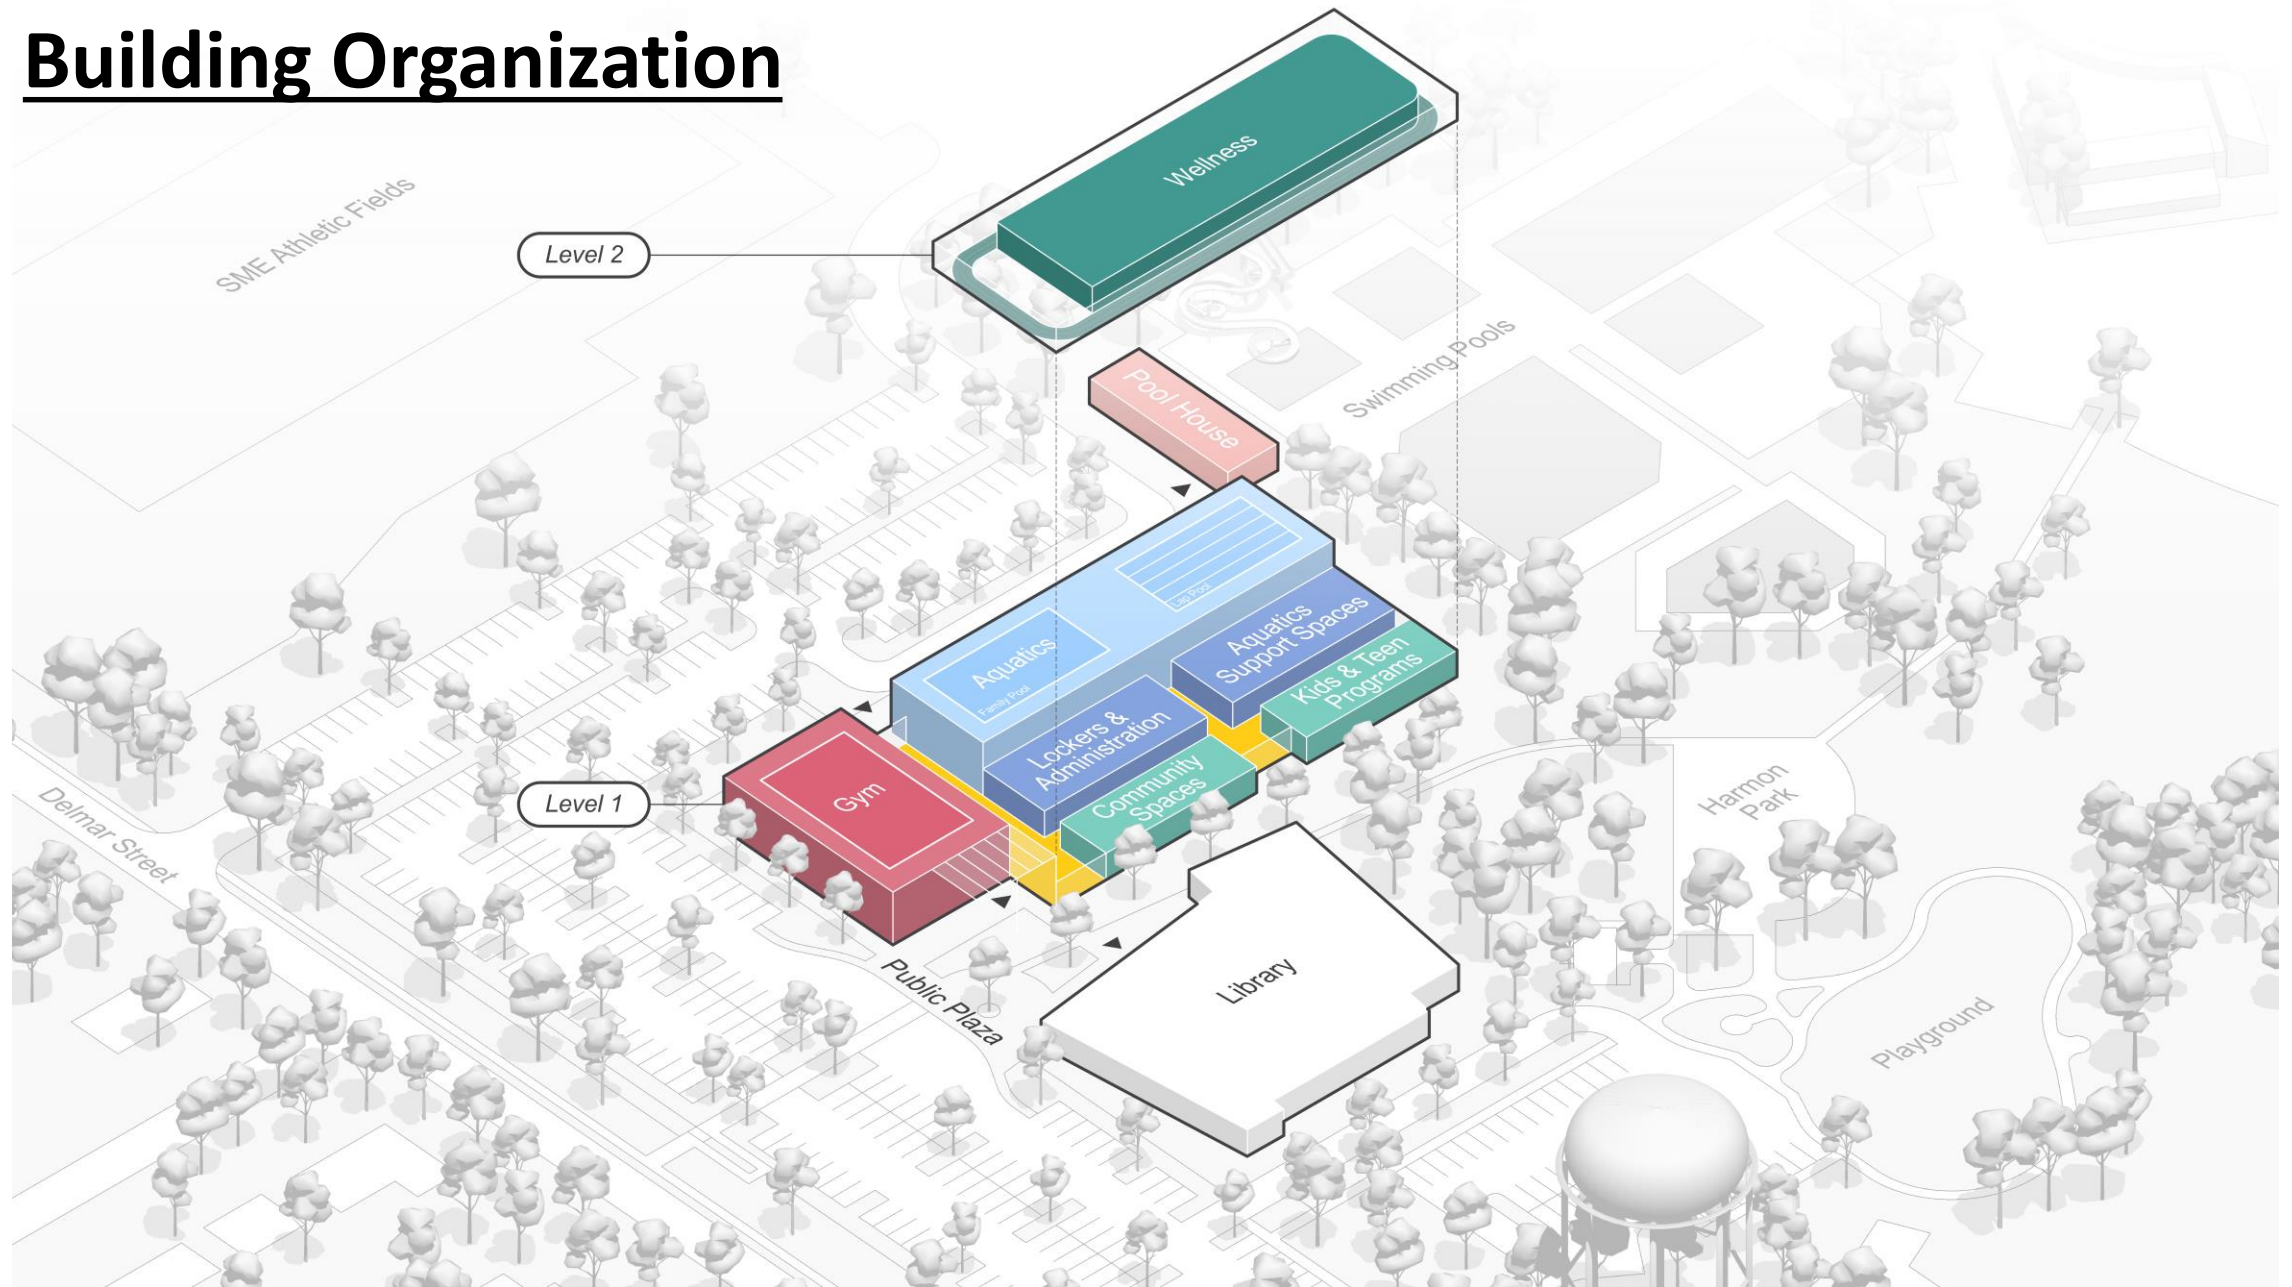 Building Organization
Wellness
SME Athletic Fields
Level 2
Swimming Pools
Pool House
Lap Pool
Aquatics
Family Pool
Aquatics
Support Spaces
Kids & Teen
Programs
Lockers &
Administration
Community
Spaces
Gym
Level 1
Delmar Street
Harmon
Park
Public Plaza
Library
Playground